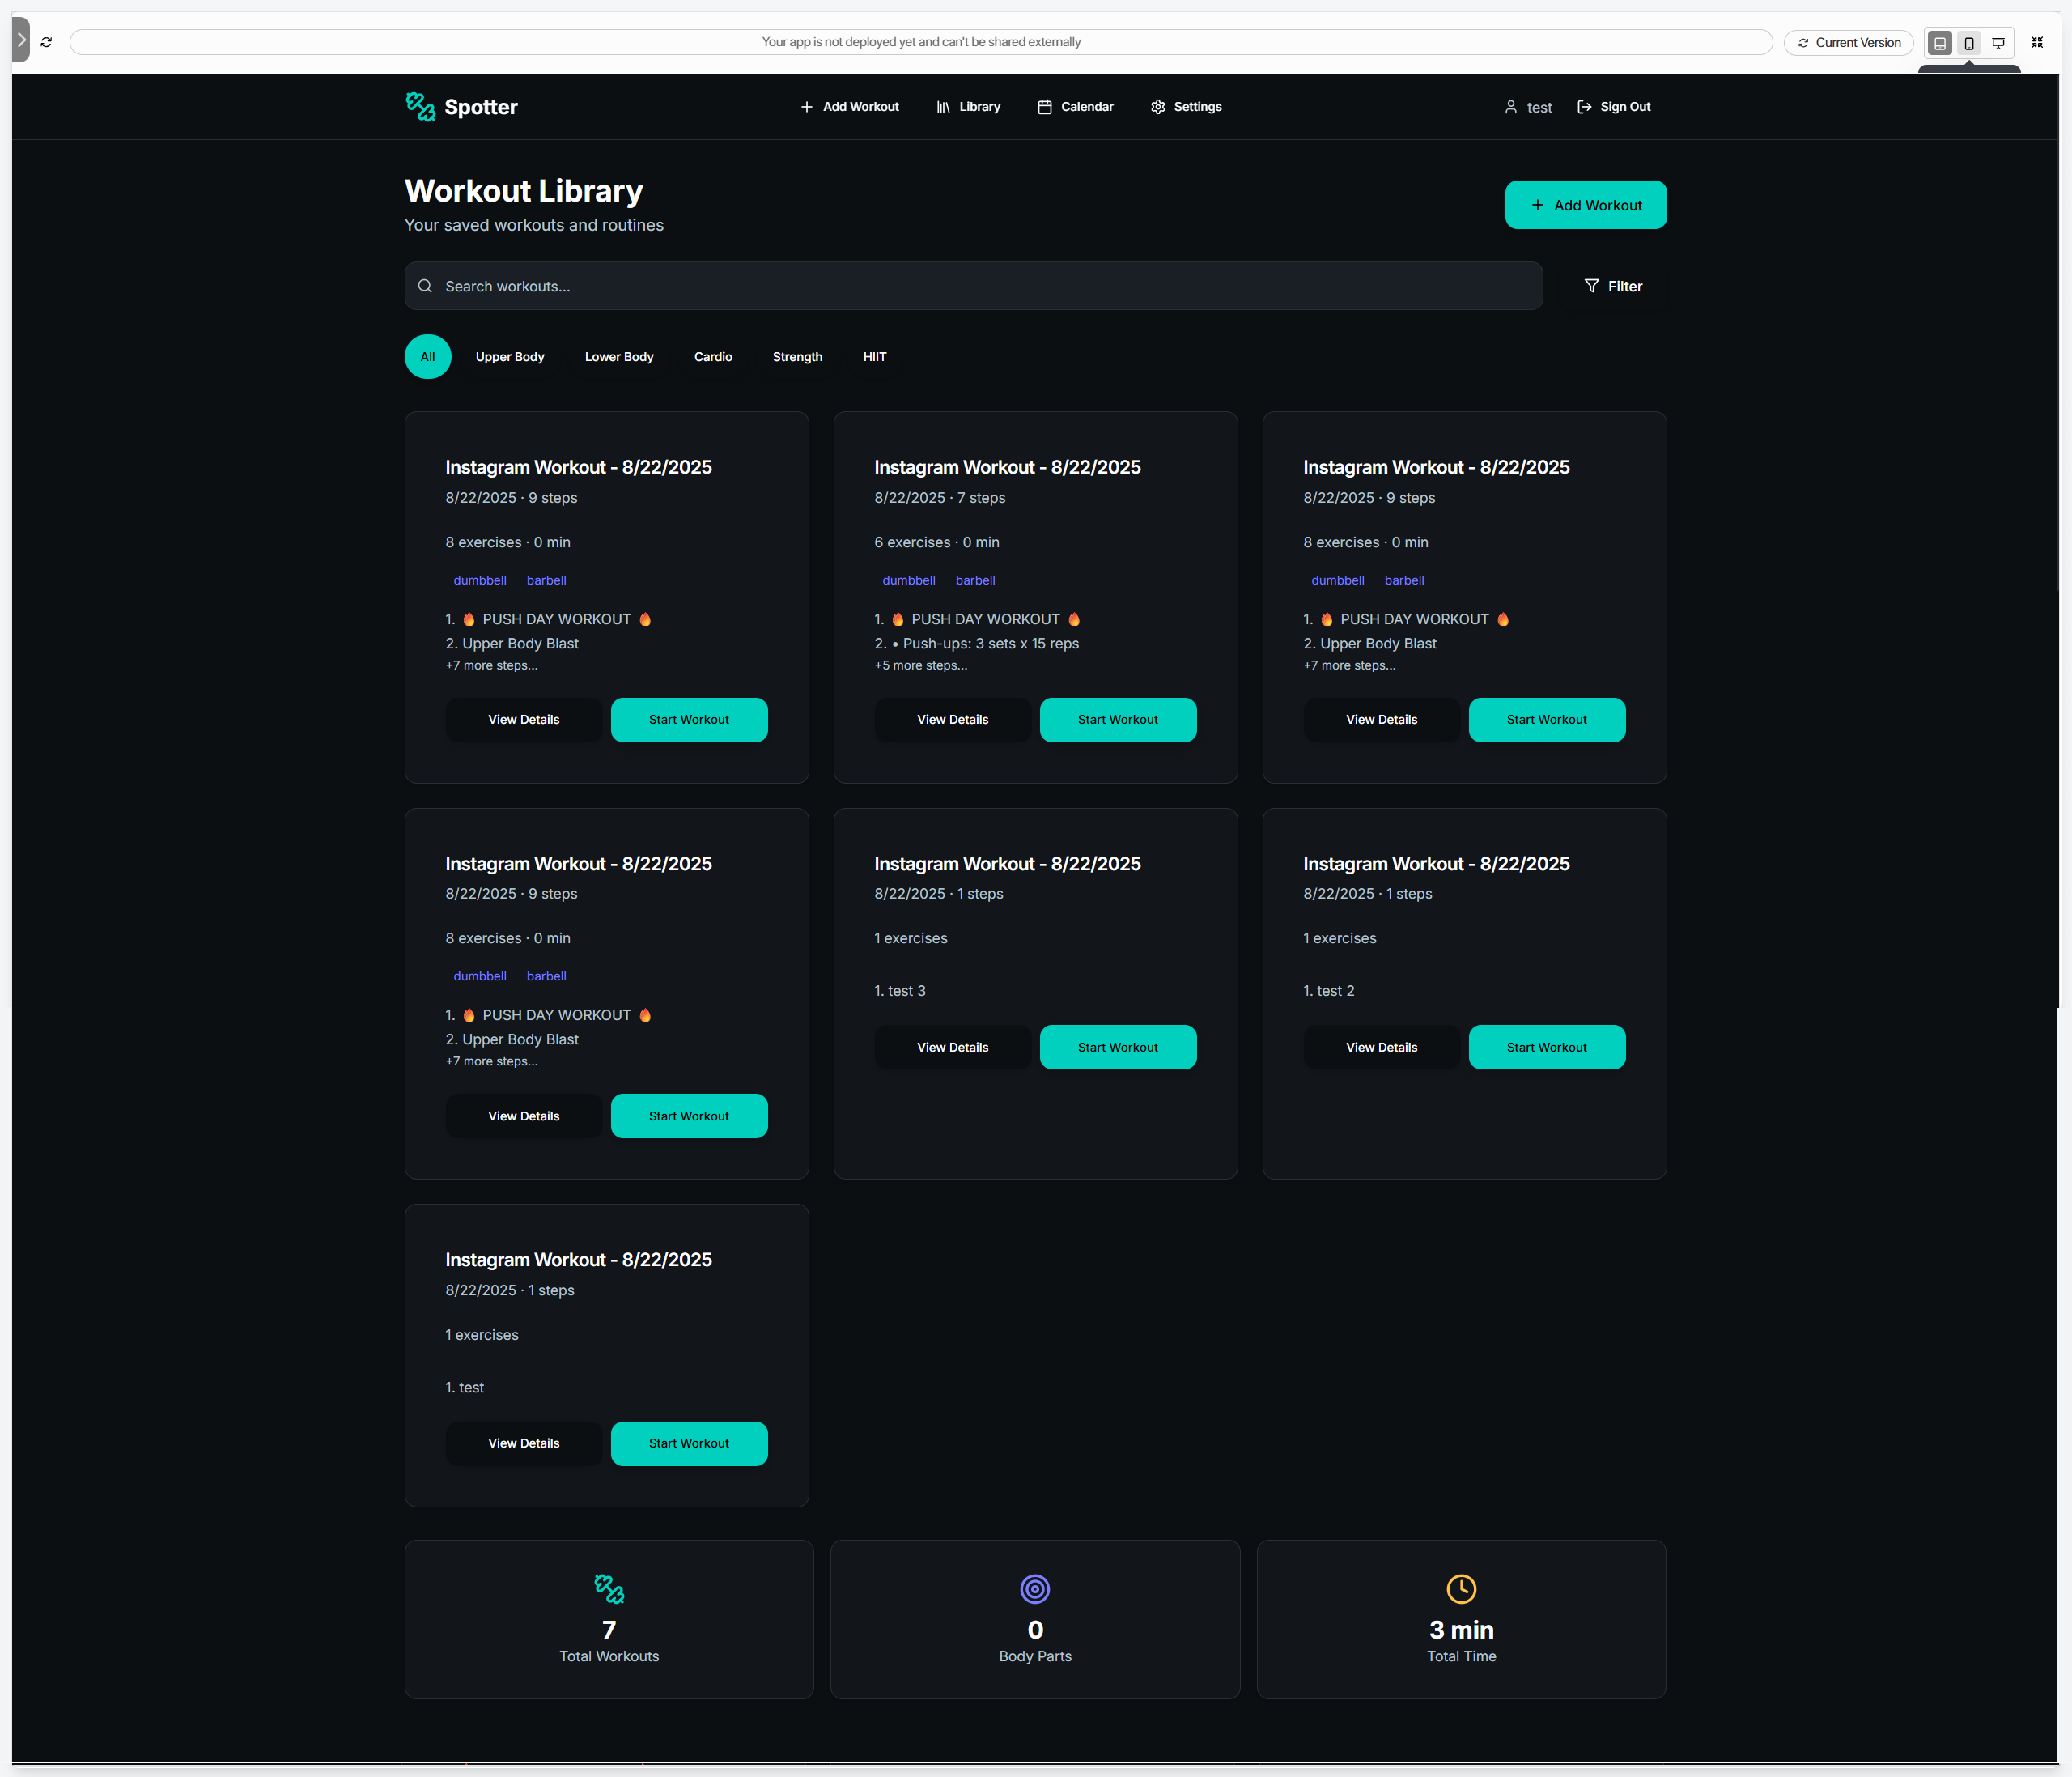 Your app is not deployed yet and can't be shared externally
Current Version
Spotter
Add Workout
Library
Calendar
Settings
test
Sign Out
Workout Library
Your saved workouts and routines
Add Workout
Search workouts...
Filter
All
Upper Body
Lower Body
Cardio
Strength
HIIT
Instagram Workout - 8/22/2025
8/22/2025 · 9 steps
8 exercises · 0 min
dumbbell barbell
1. 🔥 PUSH DAY WORKOUT 🔥
2. Upper Body Blast
+7 more steps...
View Details
Start Workout
Instagram Workout - 8/22/2025
8/22/2025 · 7 steps
6 exercises · 0 min
dumbbell barbell
1. 🔥 PUSH DAY WORKOUT 🔥
2. • Push-ups: 3 sets x 15 reps
+5 more steps...
View Details
Start Workout
Instagram Workout - 8/22/2025
8/22/2025 · 9 steps
8 exercises · 0 min
dumbbell barbell
1. 🔥 PUSH DAY WORKOUT 🔥
2. Upper Body Blast
+7 more steps...
View Details
Start Workout
Instagram Workout - 8/22/2025
8/22/2025 · 9 steps
8 exercises · 0 min
dumbbell barbell
1. 🔥 PUSH DAY WORKOUT 🔥
2. Upper Body Blast
+7 more steps...
View Details
Start Workout
Instagram Workout - 8/22/2025
8/22/2025 · 1 steps
1 exercises
1. test 3
View Details
Start Workout
Instagram Workout - 8/22/2025
8/22/2025 · 1 steps
1 exercises
1. test 2
View Details
Start Workout
Instagram Workout - 8/22/2025
8/22/2025 · 1 steps
1 exercises
1. test
View Details
Start Workout
7
Total Workouts
0
Body Parts
3 min
Total Time